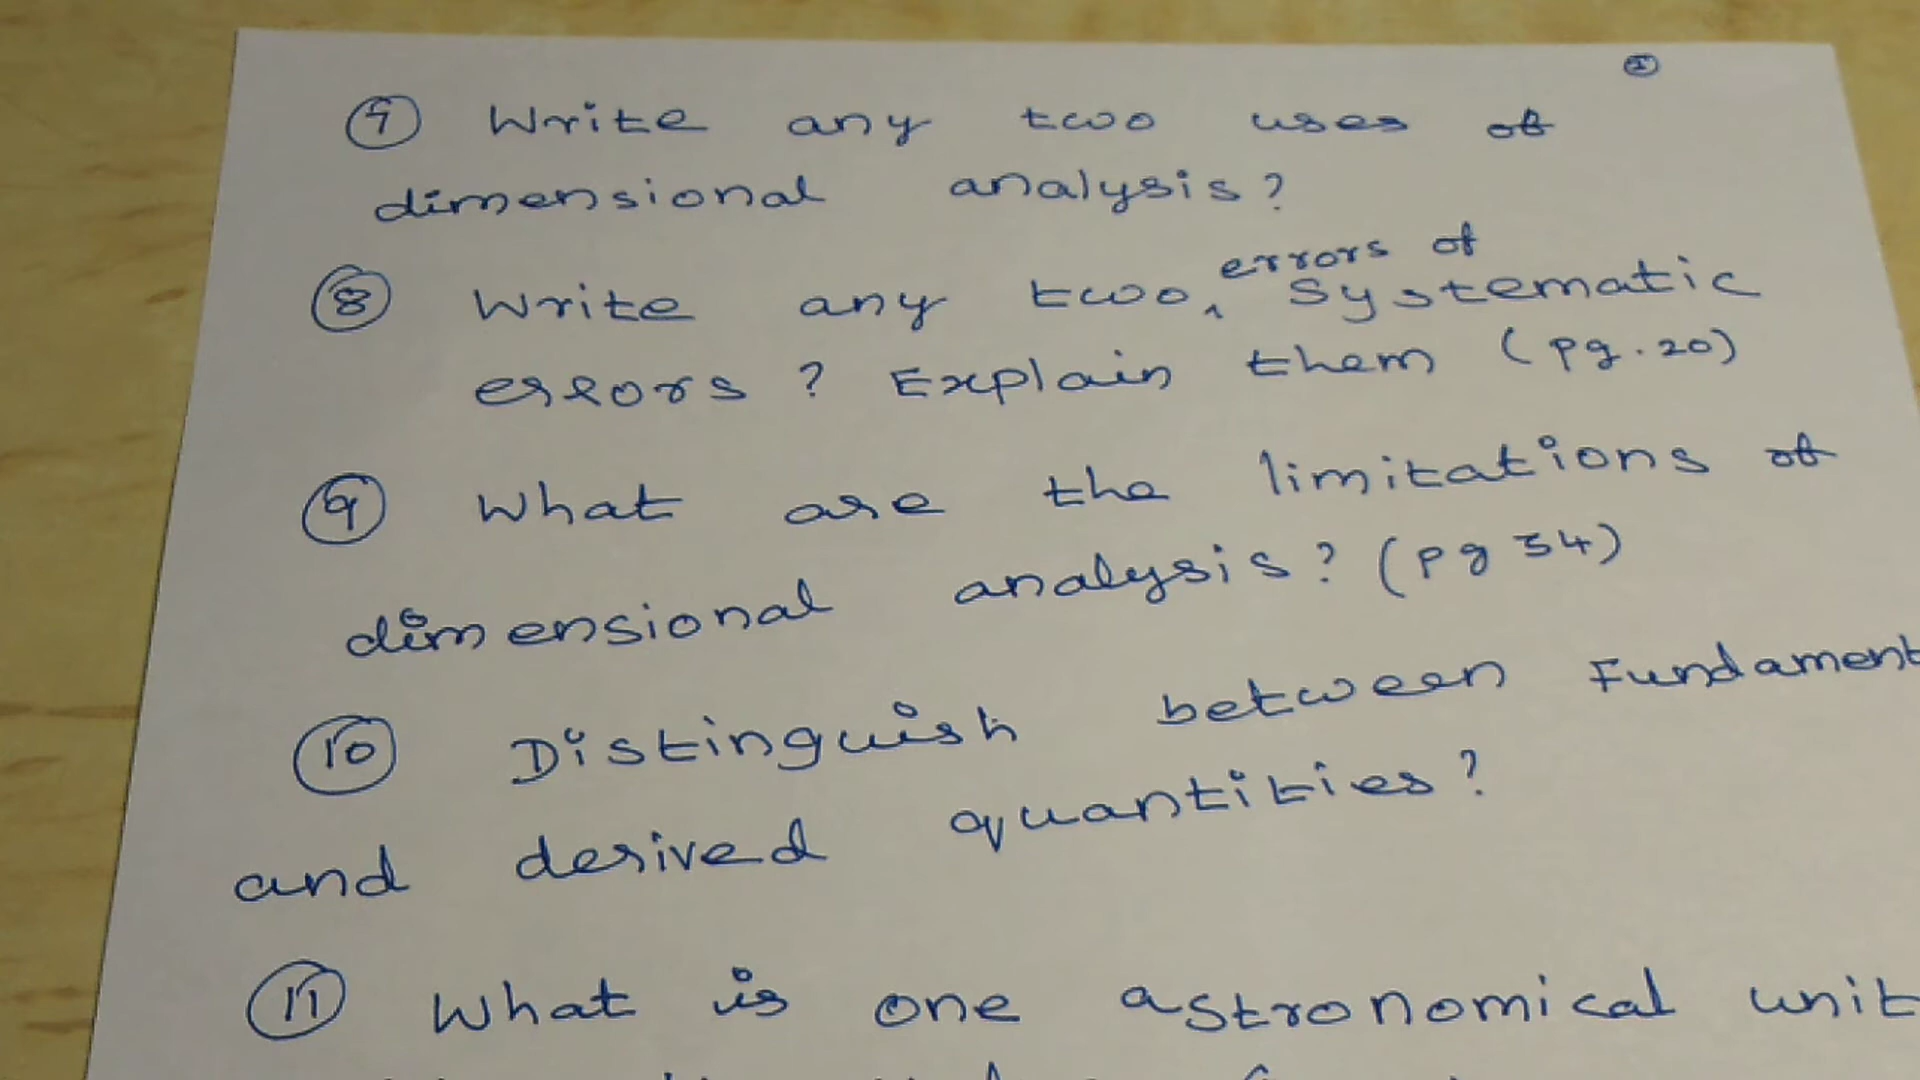 ②
⑦ Write any two uses of
dimensional analysis?
errors of
⑧ Write any two ^ Systematic
errors? Explain them (pg.20)
⑨ What are the limitations of
dimensional analysis? (pg 34)
⑩ Distinguish between Fundament
and derived quantities?
⑪ What is one astronomical unit